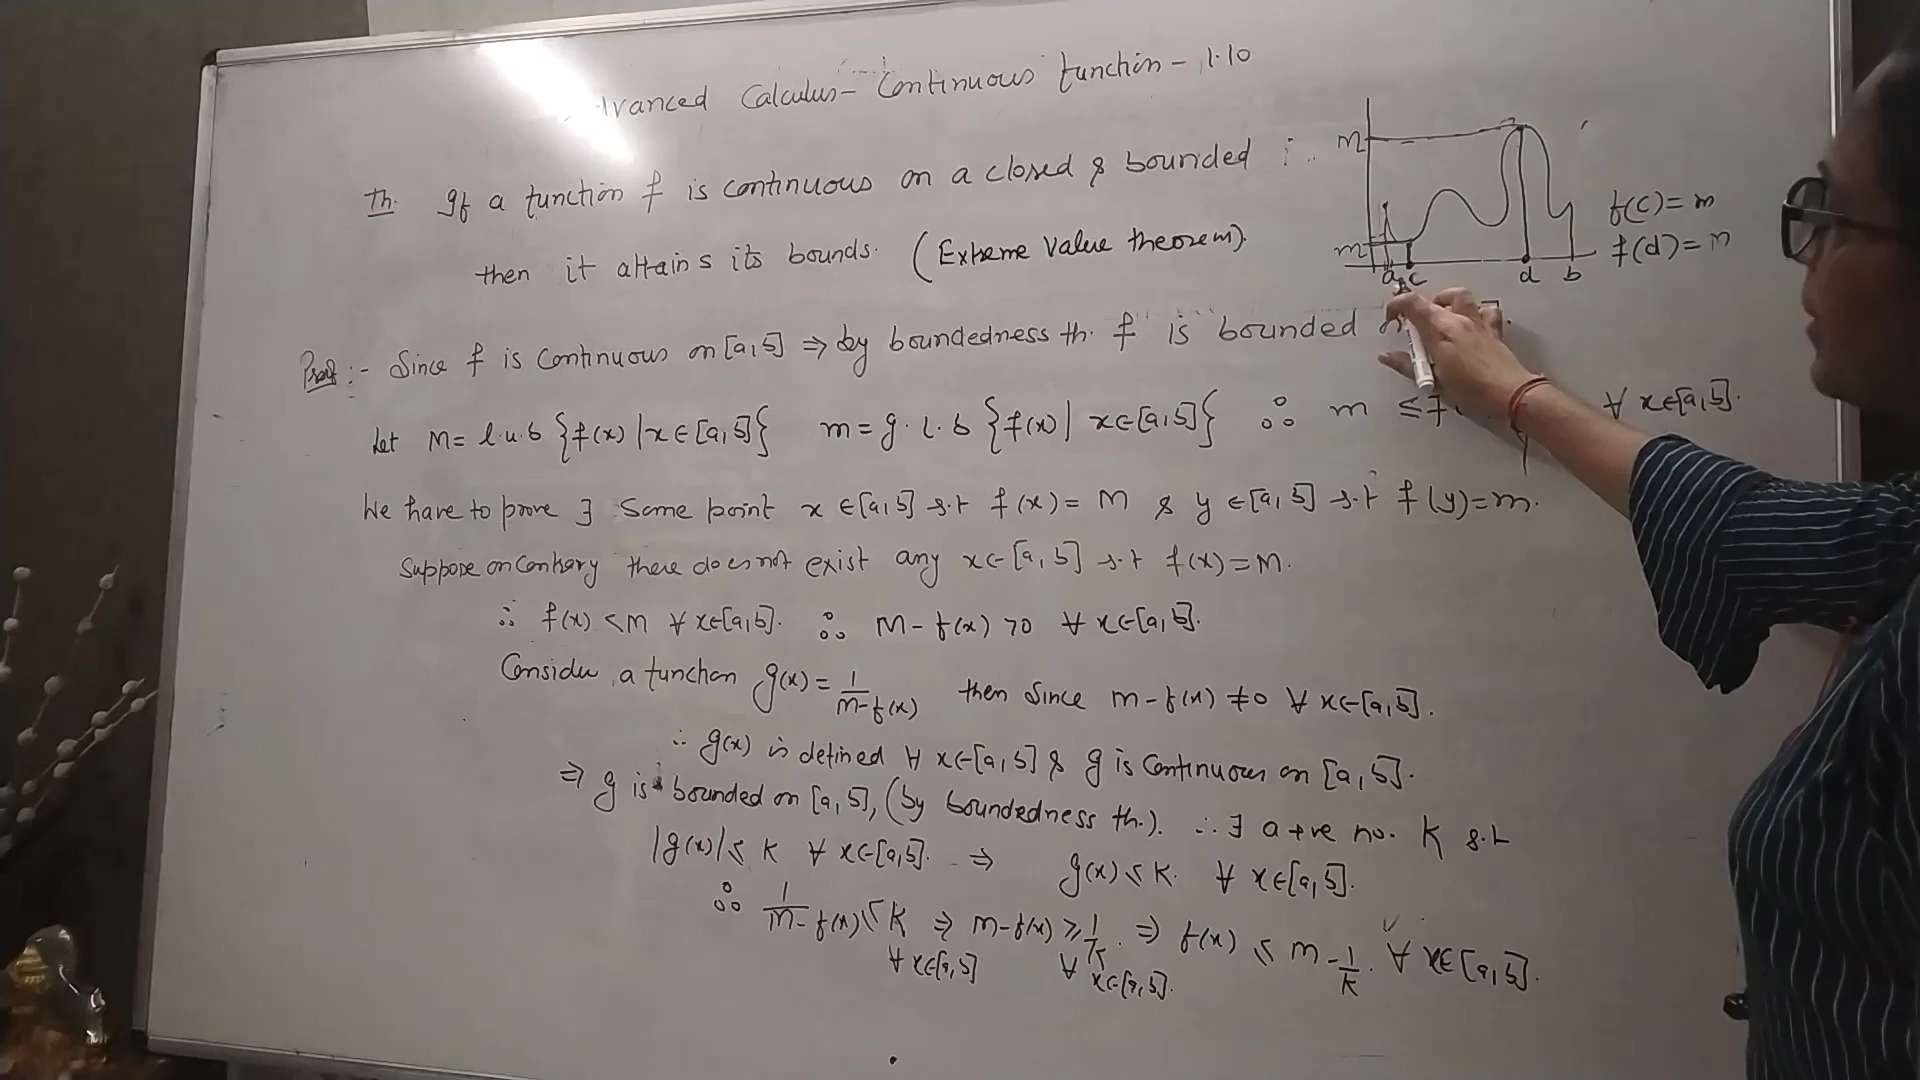 dvanced Calculus - Continuous function - 1.10
Th. If a function f is continuous on a closed & bounded i
then it attains its bounds. (Extreme Value theorem).
M
m
a c d b
f(c) = m
f(d) = M
Proof :- Since f is continuous on [a,b] ⇒ by boundedness th. f is bounded
Let M = l.u.b {f(x) | x ∈ [a,b]} m = g.l.b {f(x) | x ∈ [a,b]} ∴ m ≤ f ∀ x ∈ [a,b].
We have to prove ∃ some point x ∈ [a,b] s.t f(x) = M & y ∈ [a,b] s.t f(y) = m.
Suppose on contrary there does not exist any x ∈ [a,b] s.t f(x) = M.
∴ f(x) < M ∀ x ∈ [a,b]. ∴ M - f(x) > 0 ∀ x ∈ [a,b].
Consider a function g(x) = 1/(M - f(x)) then since M - f(x) ≠ 0 ∀ x ∈ [a,b].
∴ g(x) is defined ∀ x ∈ [a,b] & g is continuous on [a,b].
⇒ g is bounded on [a,b], (by boundedness th.). ∴ ∃ a +ve no. K s.t
|g(x)| ≤ K ∀ x ∈ [a,b]. ⇒ g(x) ≤ K. ∀ x ∈ [a,b].
∴ 1/(M - f(x)) ≤ K ⇒ M - f(x) ≥ 1/K. ⇒ f(x) ≤ M - 1/K. ∀ x ∈ [a,b].
∀ x ∈ [a,b] ∀ x ∈ [a,b].